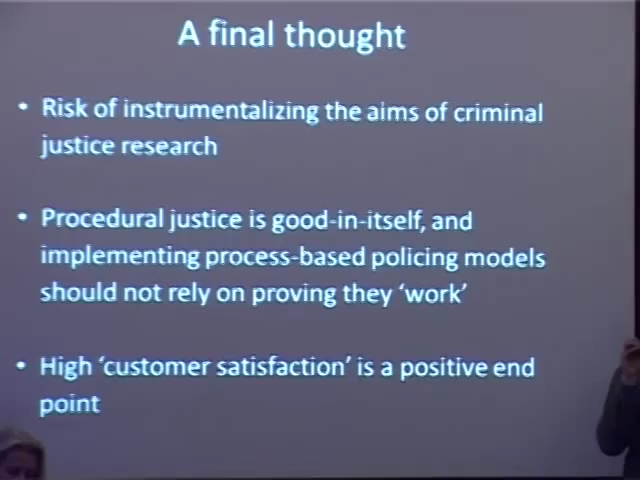 A final thought
• Risk of instrumentalizing the aims of criminal
justice research
• Procedural justice is good-in-itself, and
implementing process-based policing models
should not rely on proving they ‘work’
• High ‘customer satisfaction’ is a positive end
point